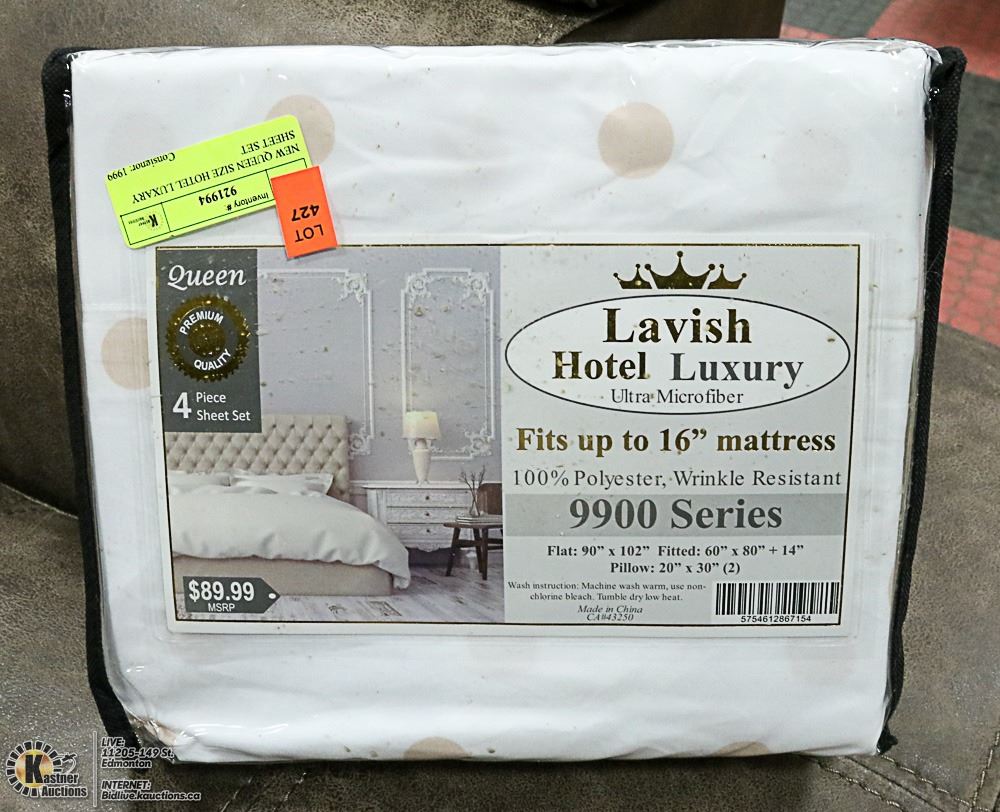 NEW QUEEN SIZE HOTEL LUXARY
SHEET SET
Consignor: 1999
Inventory #
921994
LOT
427
Queen
PREMIUM
QUALITY
4 Piece
Sheet Set
$89.99
MSRP
Lavish
Hotel Luxury
Ultra Microfiber
Fits up to 16” mattress
100% Polyester, Wrinkle Resistant
9900 Series
Flat: 90” x 102” Fitted: 60” x 80” + 14”
Pillow: 20” x 30” (2)
Wash instruction: Machine wash warm, use non-
chlorine bleach. Tumble dry low heat.
Made in China
CA#43250
5754612867154
Kastner
Auctions
LIVE:
11205-149 St.
Edmonton
INTERNET:
Bidlive.kauctions.ca